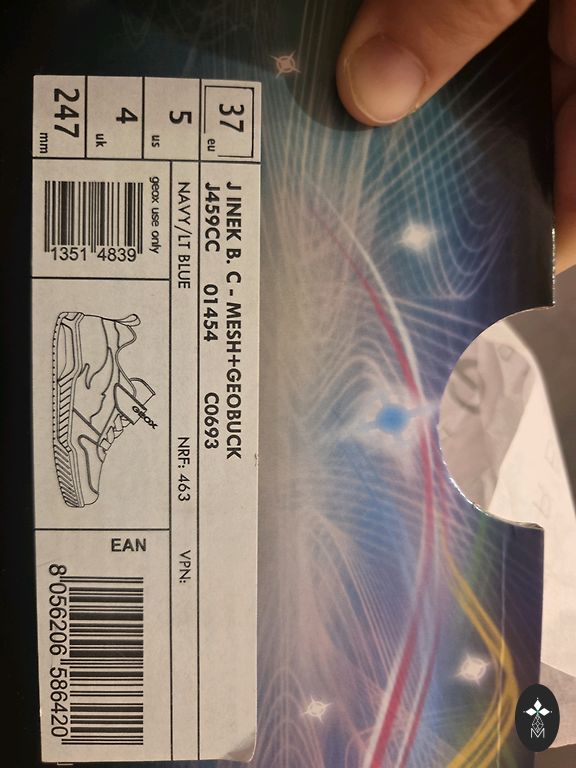 37 eu
5 us
4 uk
247 mm
J INEK B. C - MESH+GEOBUCK
J459CC 01454 C0693
NAVY/LT BLUE NRF: 463 VPN:
geox use only
1351 4839
GEOX
EAN
8 056206 586420
M